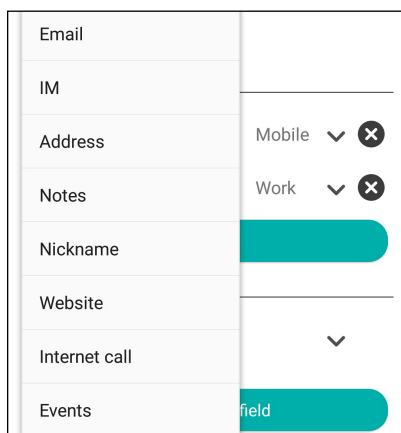 Email
IM
Address
Mobile
Notes
Work
Nickname
Website
Internet call
Events
field